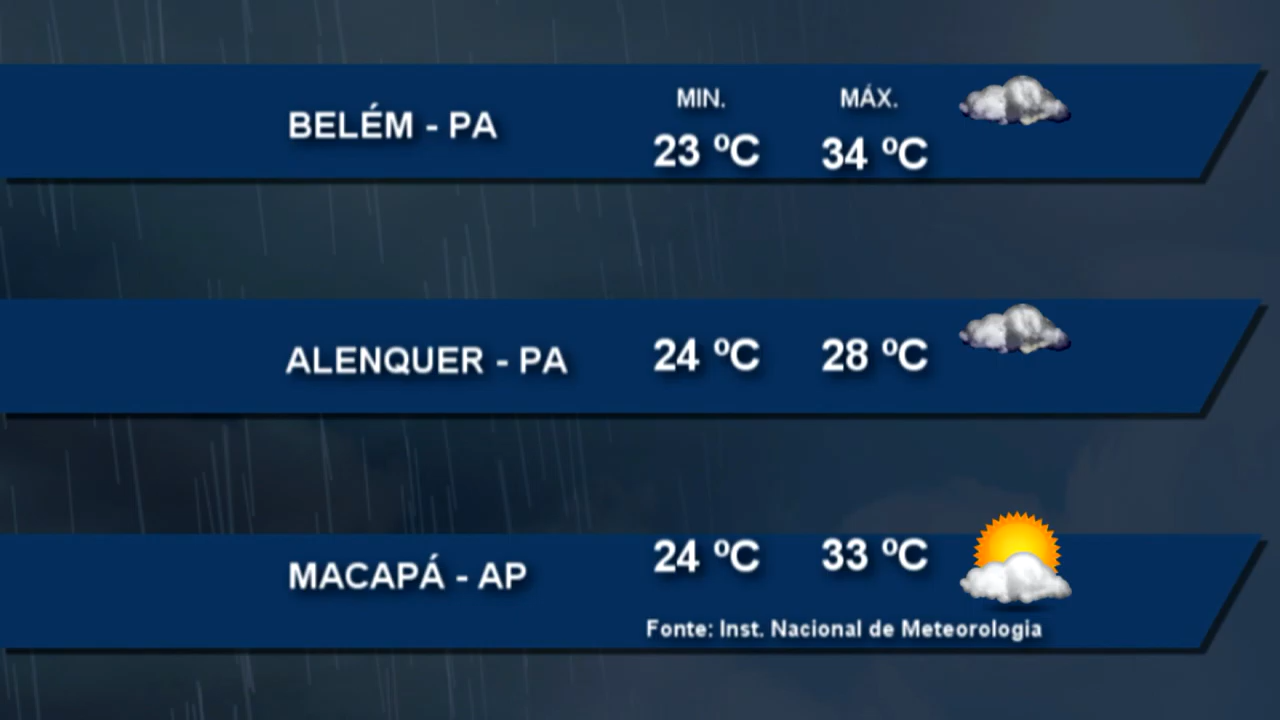 MIN. MÁX.
BELÉM - PA 23 ºC 34 ºC
ALENQUER - PA 24 ºC 28 ºC
MACAPÁ - AP 24 ºC 33 ºC
Fonte: Inst. Nacional de Meteorologia